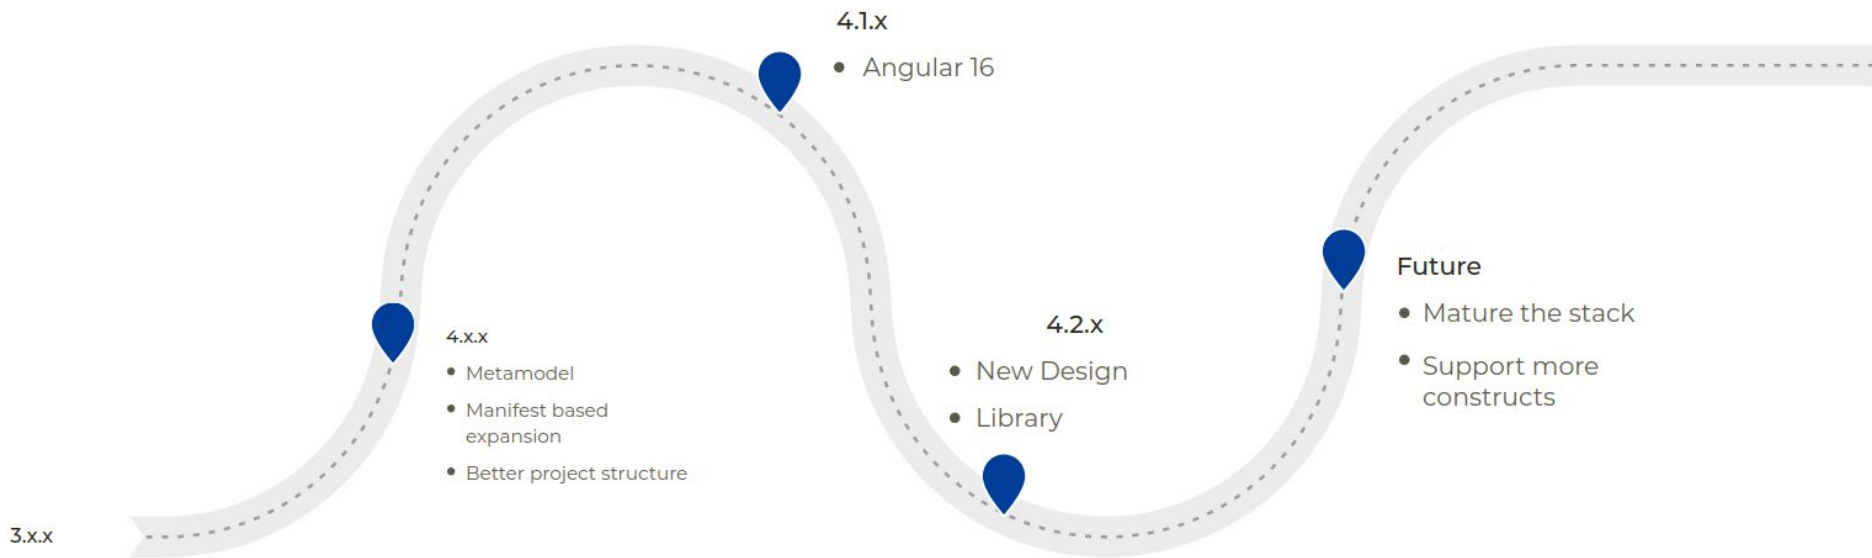 3.x.x
4.x.x
Metamodel
Manifest based
expansion
Better project structure
4.1.x
Angular 16
4.2.x
New Design
Library
Future
Mature the stack
Support more
constructs